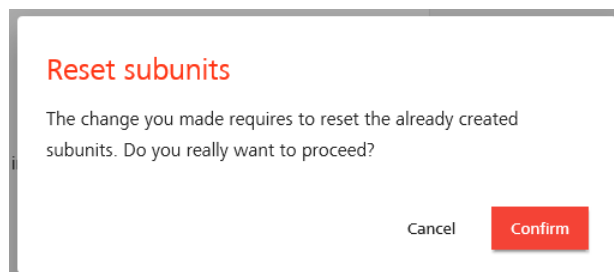 Reset subunits
The change you made requires to reset the already created
subunits. Do you really want to proceed?
Cancel Confirm